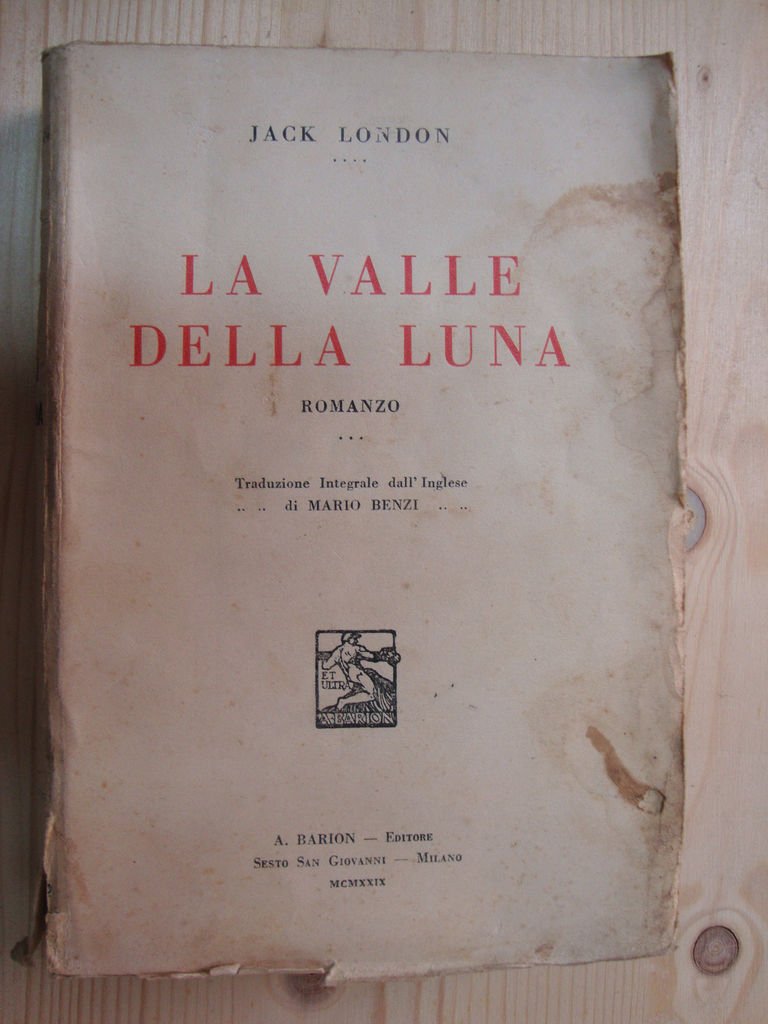 JACK LONDON
. . . .
LA VALLE
DELLA LUNA
ROMANZO
. . .
Traduzione Integrale dall' Inglese
.. .. di MARIO BENZI .. ..
ET
ULTRA
A·BARION
A. BARION — EDITORE
SESTO SAN GIOVANNI — MILANO
MCMXXIX